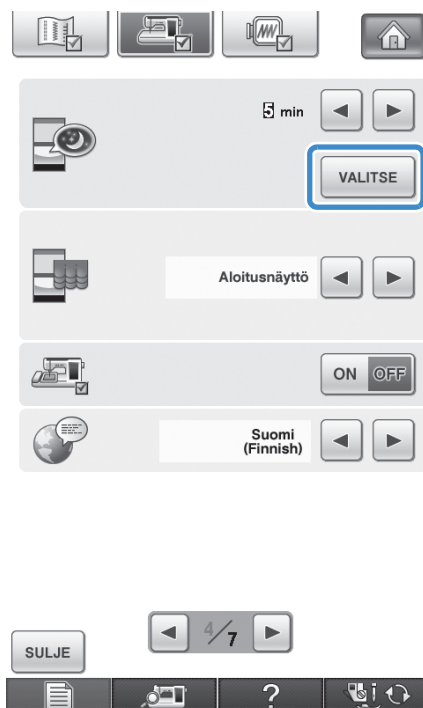 5 min
VALITSE
Aloitusnäyttö
ON OFF
Suomi
(Finnish)
4/7
SULJE
?